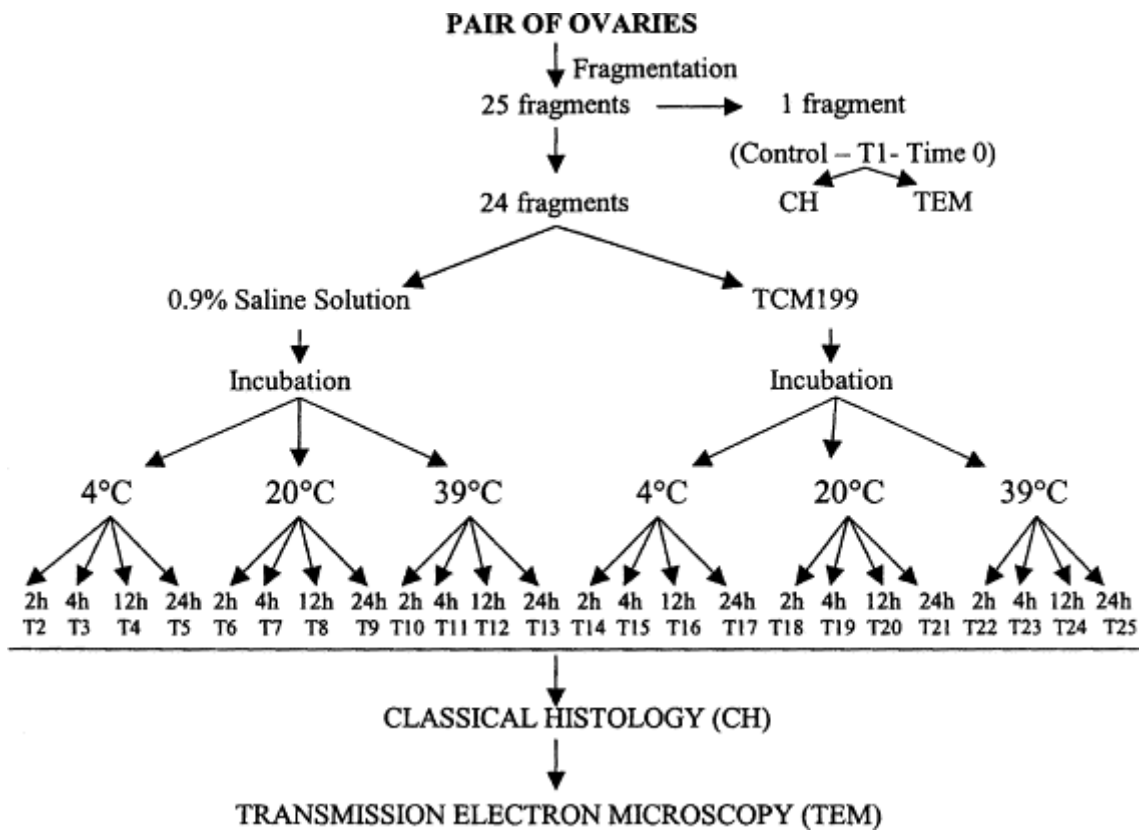 PAIR OF OVARIES
Fragmentation
25 fragments 1 fragment
(Control – T1- Time 0)
CH TEM
24 fragments
0.9% Saline Solution TCM199
Incubation Incubation
4°C 20°C 39°C 4°C 20°C 39°C
2h 4h 12h 24h 2h 4h 12h 24h 2h 4h 12h 24h 2h 4h 12h 24h 2h 4h 12h 24h 2h 4h 12h 24h
T2 T3 T4 T5 T6 T7 T8 T9 T10 T11 T12 T13 T14 T15 T16 T17 T18 T19 T20 T21 T22 T23 T24 T25
CLASSICAL HISTOLOGY (CH)
TRANSMISSION ELECTRON MICROSCOPY (TEM)